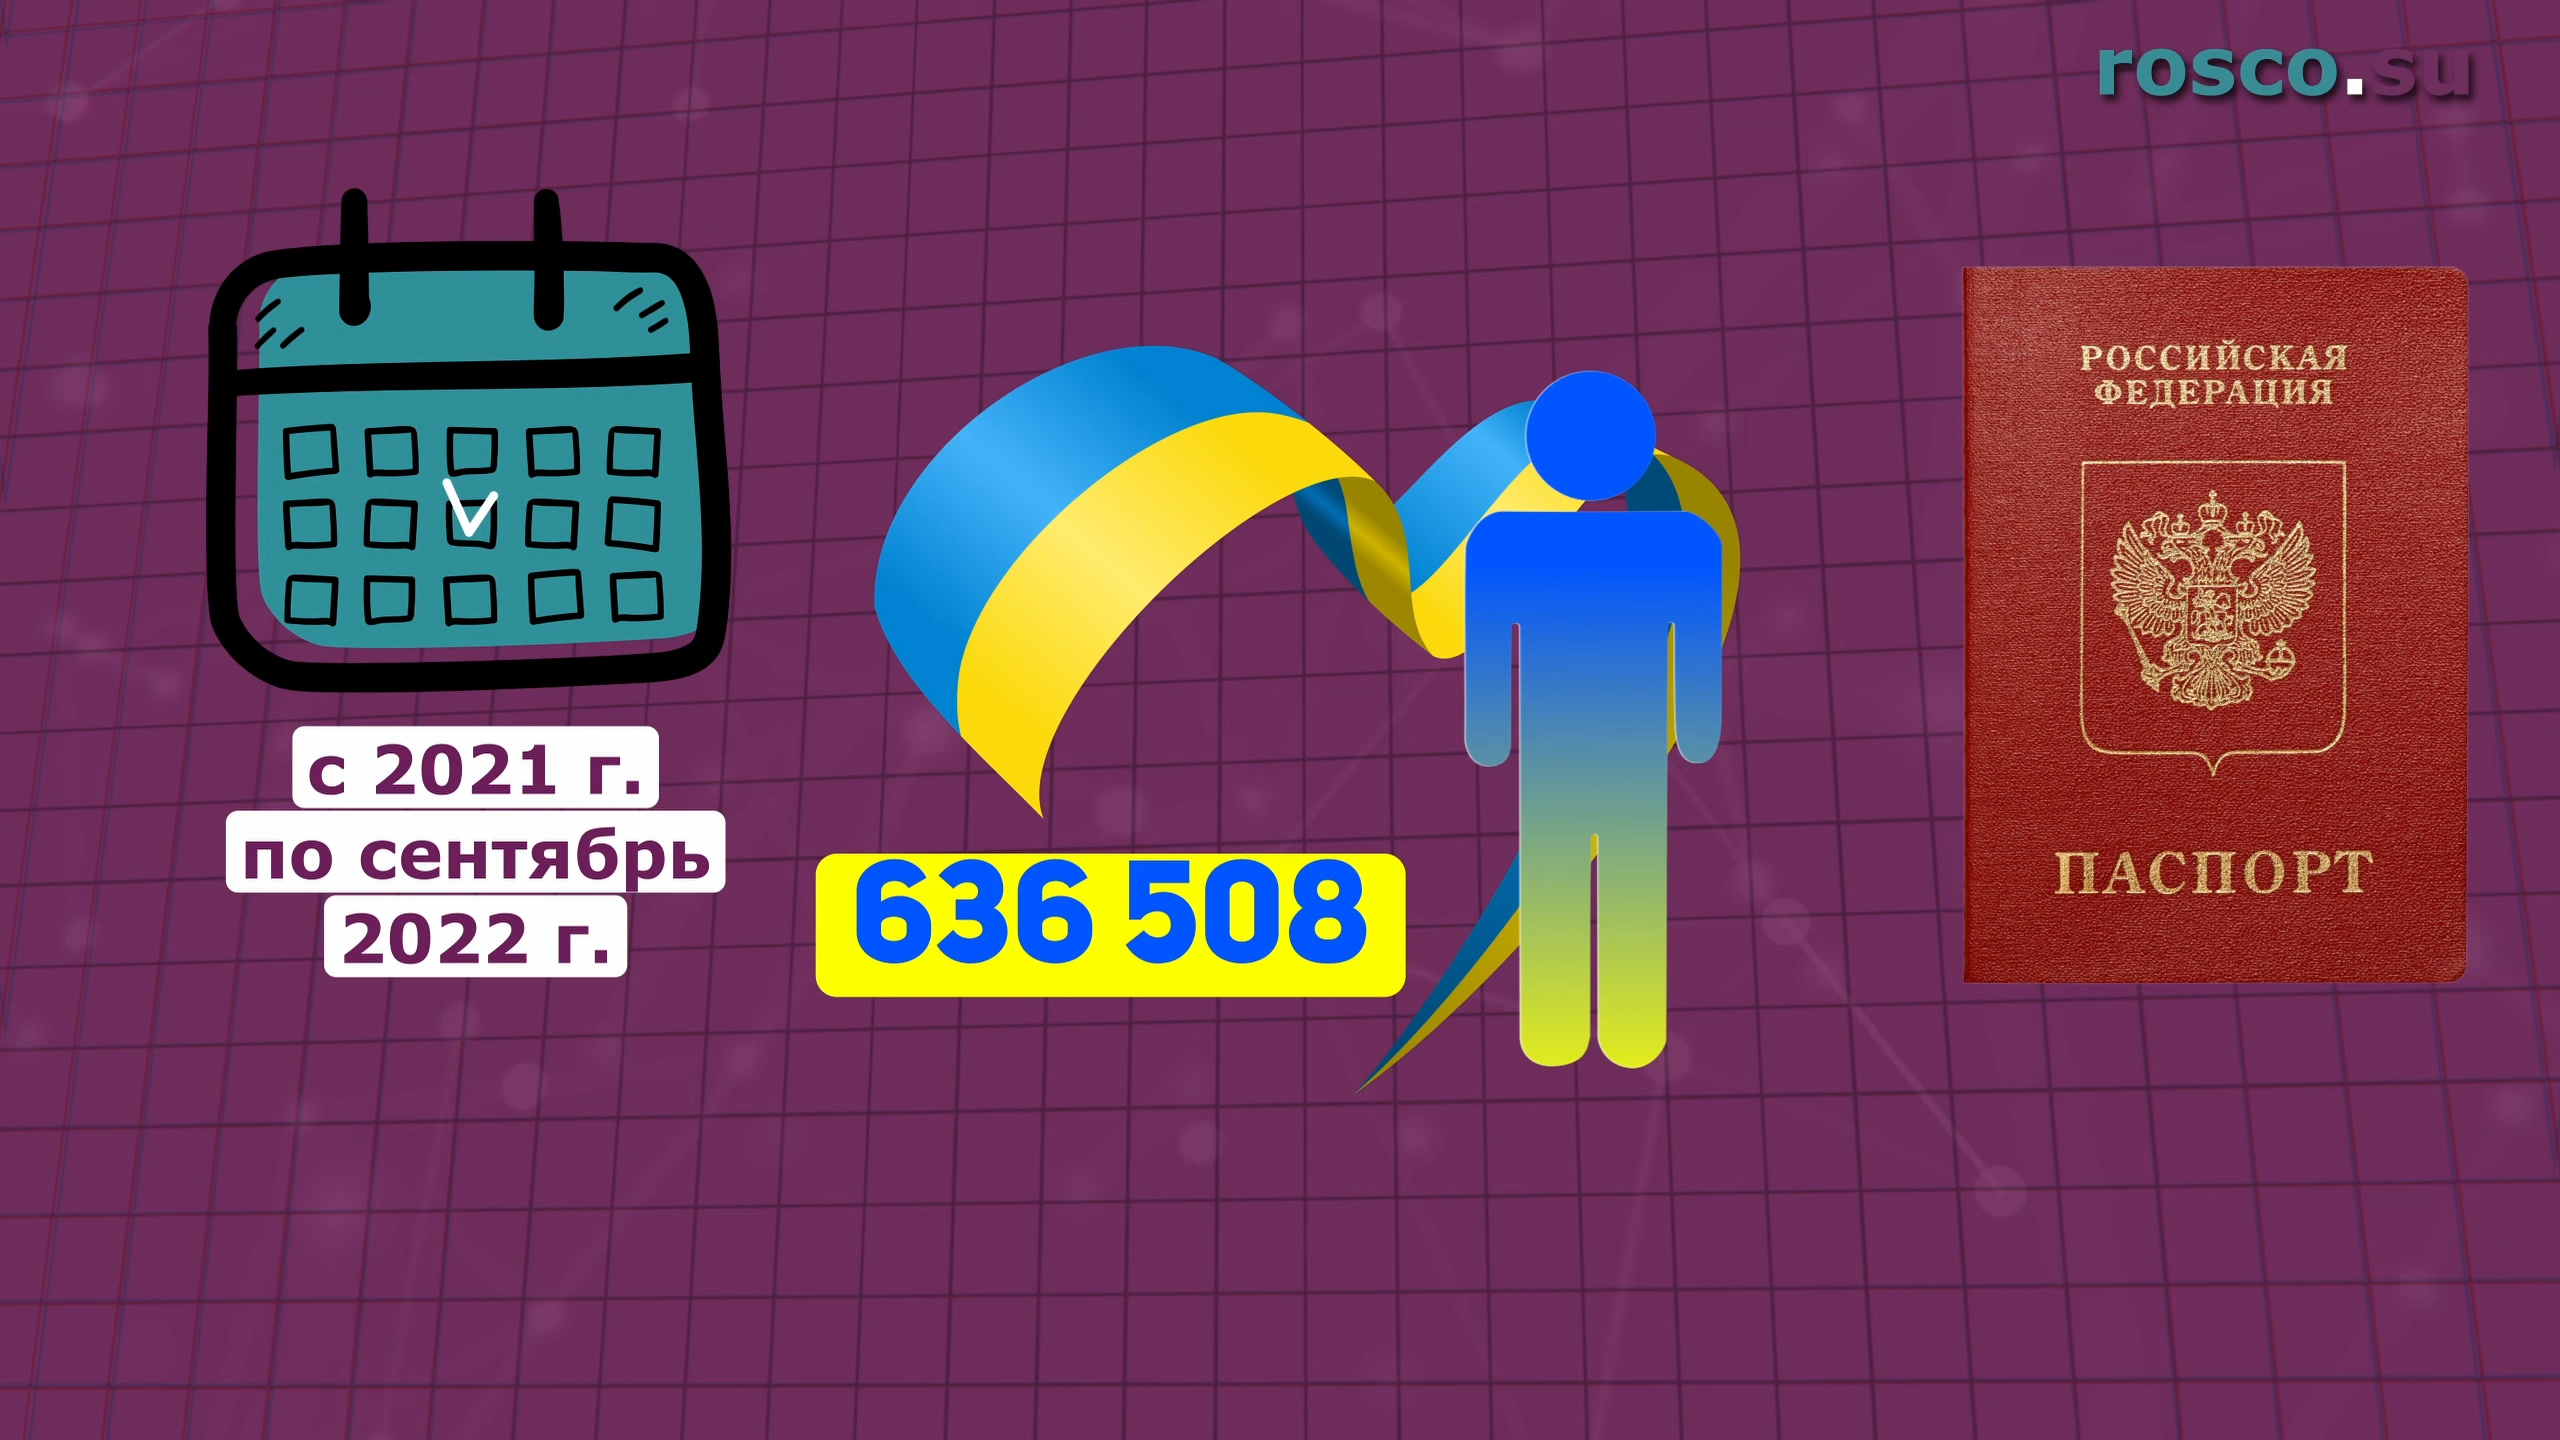 rosco.su
с 2021 г.
по сентябрь
2022 г.
636 508
РОССИЙСКАЯ
ФЕДЕРАЦИЯ
ПАСПОРТ